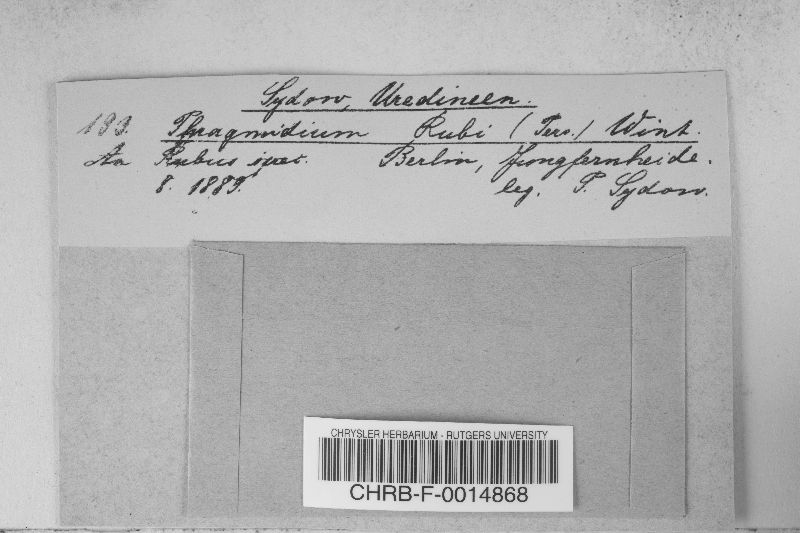 Sydow, Uredineen.
193. Phragmidium Rubi (Pers.) Wint.
An Rubus spec. Berlin, Jungfernheide.
8. 1889. leg. P. Sydow.
CHRYSLER HERBARIUM - RUTGERS UNIVERSITY
CHRB-F-0014868